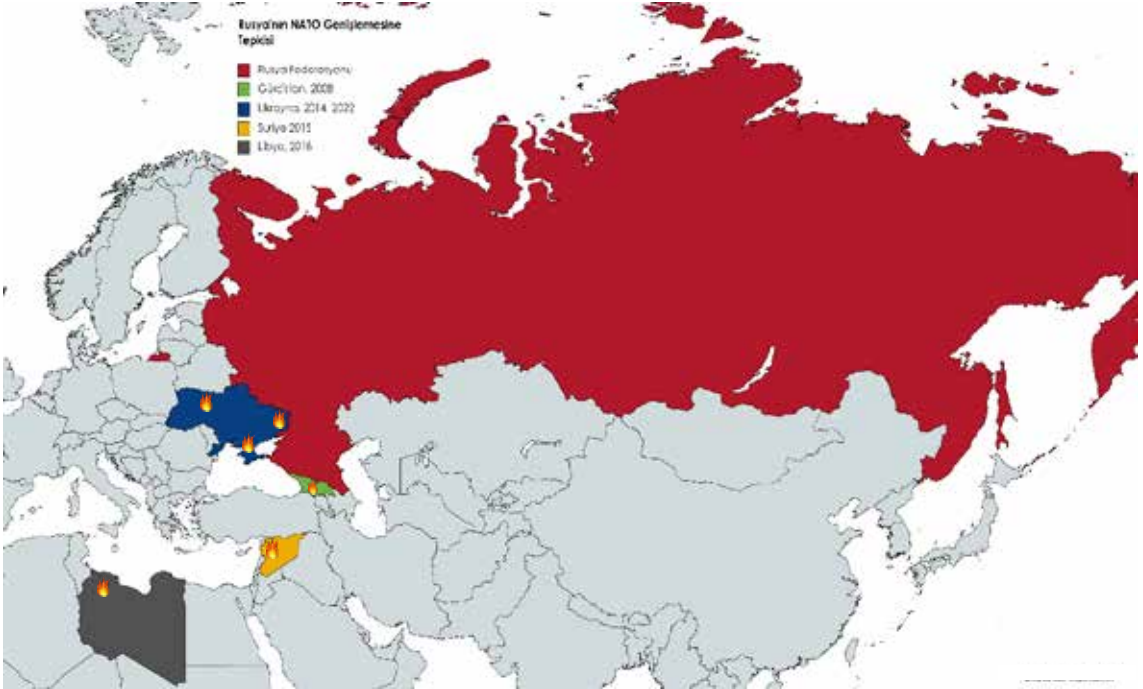 Rusya'nın NATO Genişlemesine
Tepkisi
Rusya Federasyonu
Gürcistan, 2008
Ukrayna, 2014, 2022
Suriye 2015
Libya, 2016